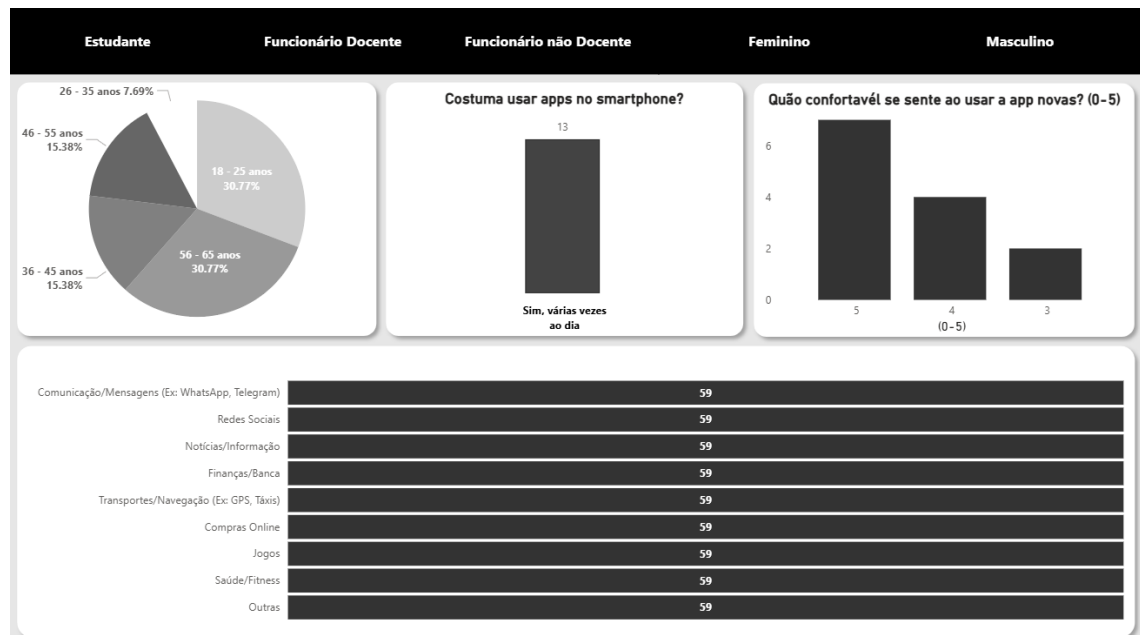 Estudante
Funcionário Docente
Funcionário não Docente
Feminino
Masculino
26 - 35 anos 7.69%
46 - 55 anos
15.38%
18 - 25 anos
30.77%
56 - 65 anos
30.77%
36 - 45 anos
15.38%
Costuma usar apps no smartphone?
13
Sim, várias vezes
ao dia
Quão confortavél se sente ao usar a app novas? (0-5)
6
4
2
0
5
4
3
(0-5)
Comunicação/Mensagens (Ex: WhatsApp, Telegram)
59
Redes Sociais
59
Notícias/Informação
59
Finanças/Banca
59
Transportes/Navegação (Ex: GPS, Táxis)
59
Compras Online
59
Jogos
59
Saúde/Fitness
59
Outras
59